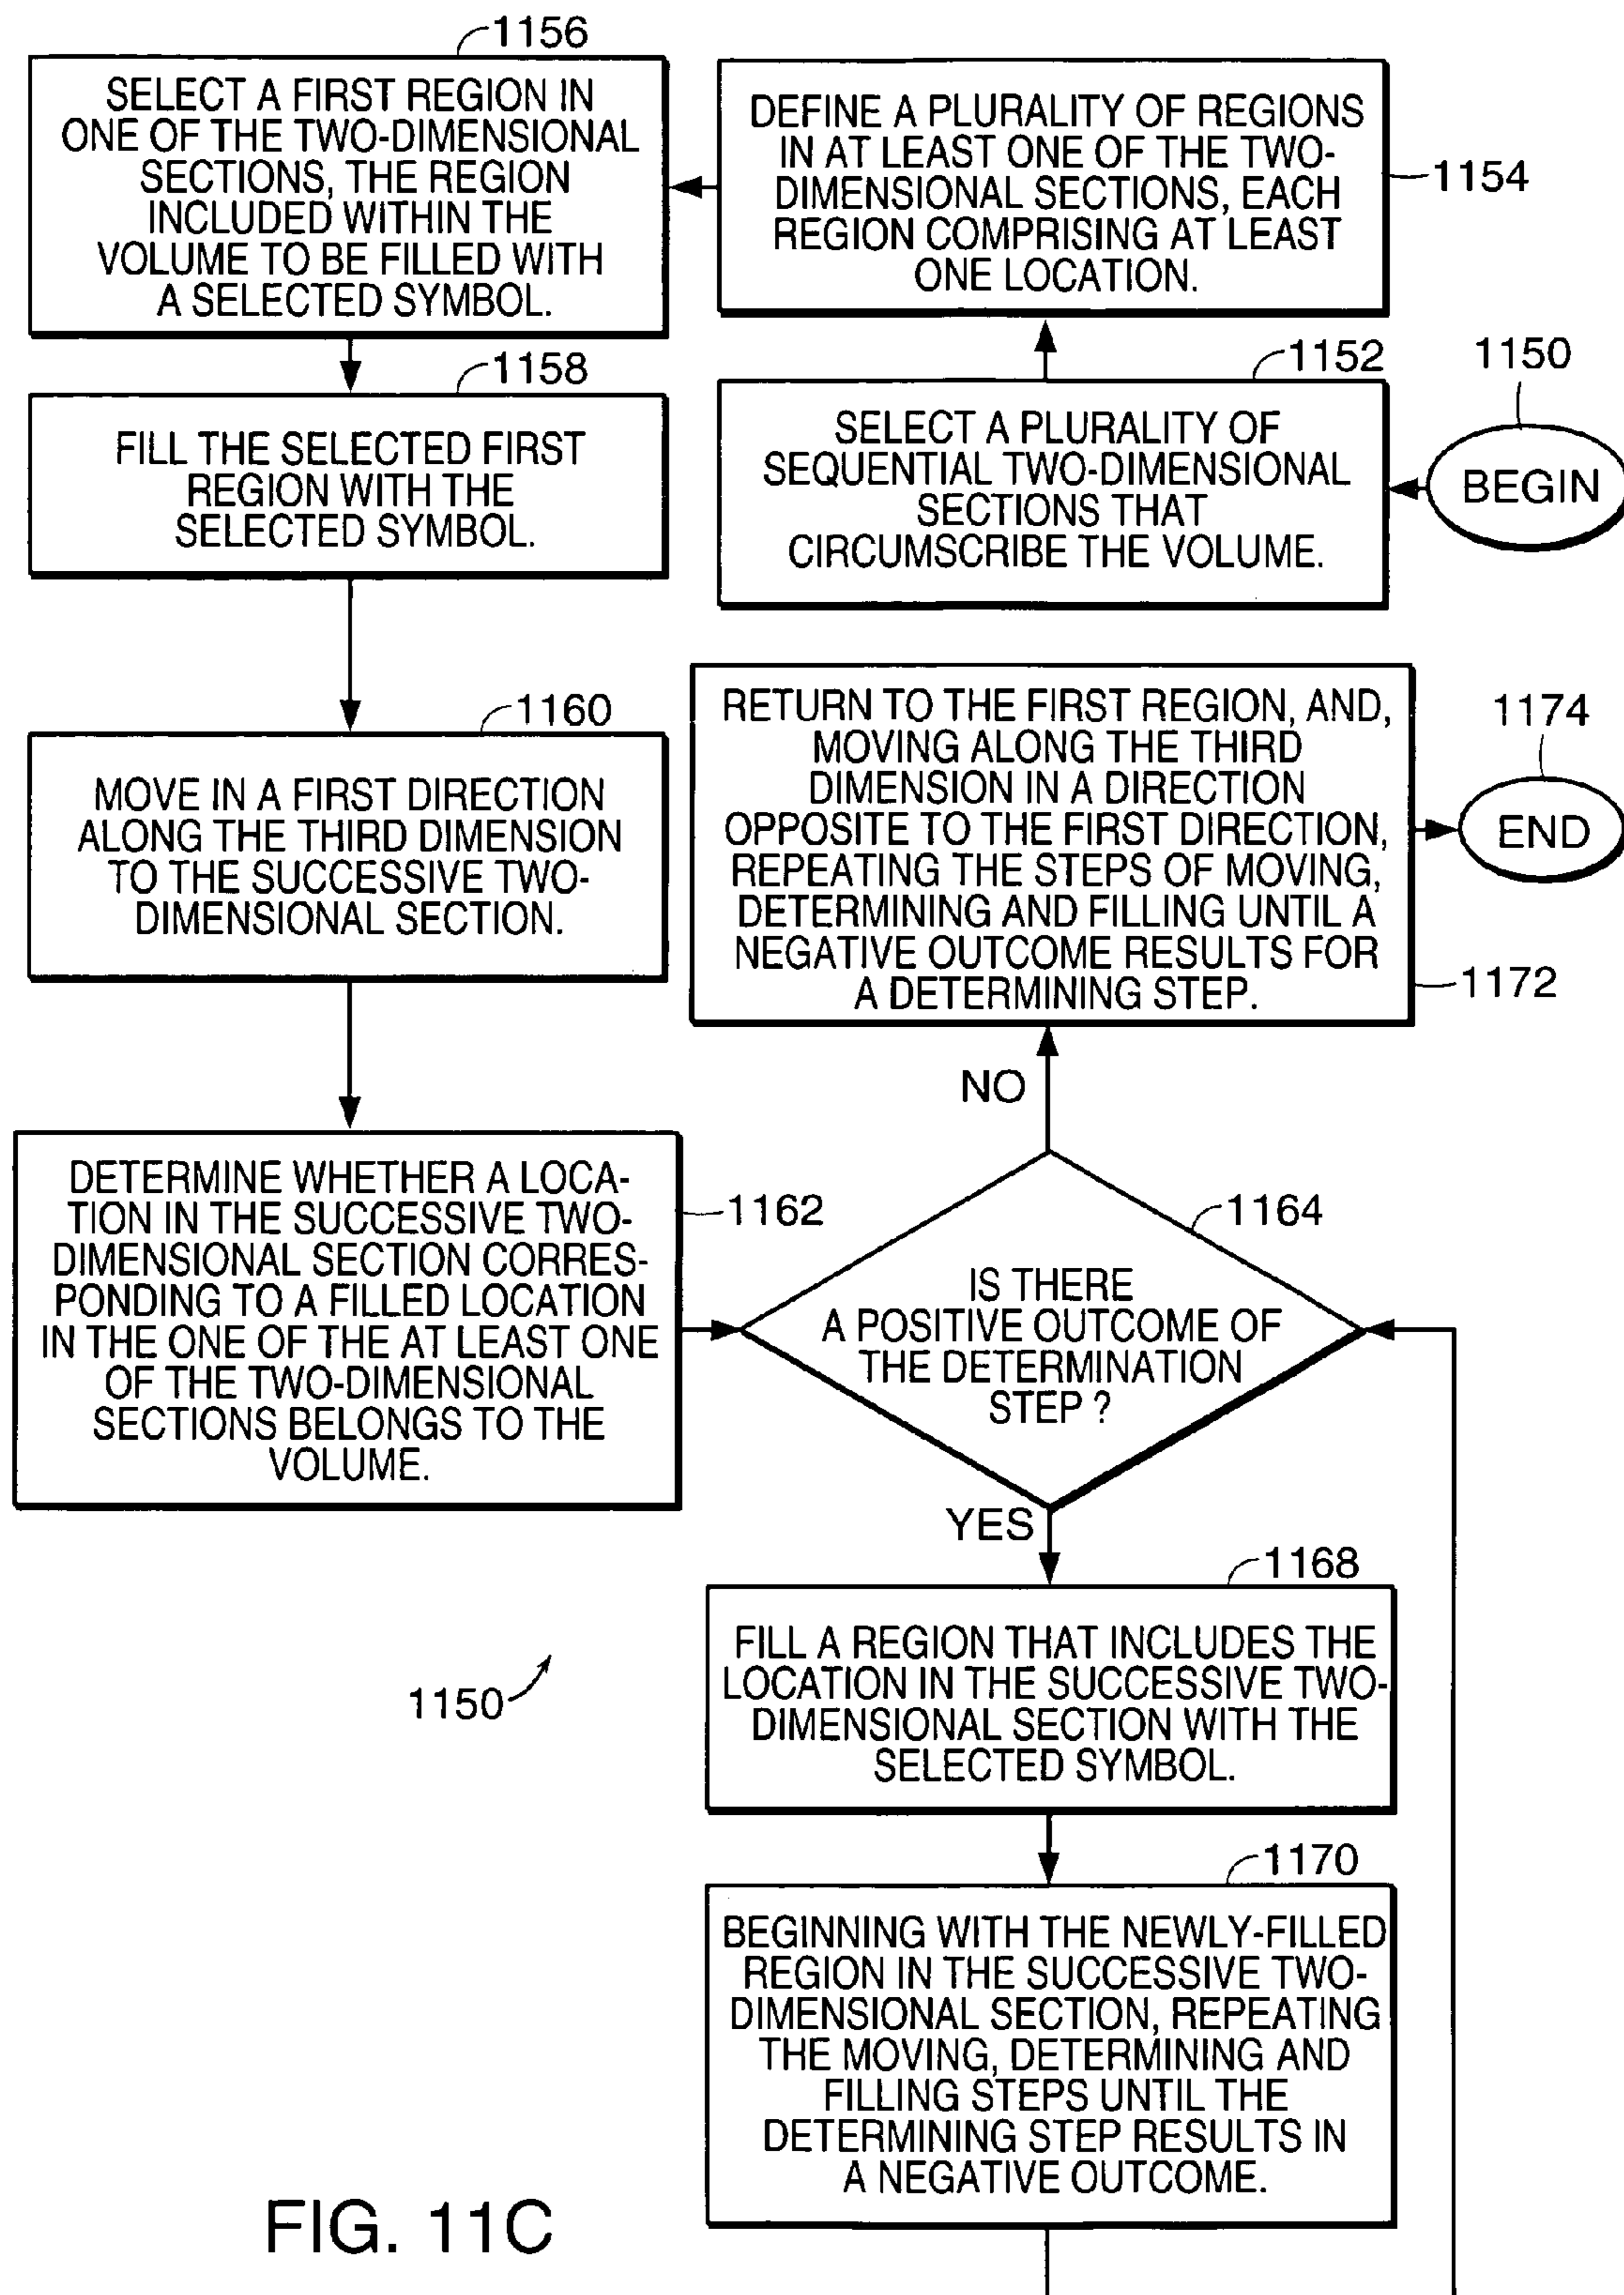 1150
BEGIN
1152
SELECT A PLURALITY OF
SEQUENTIAL TWO-DIMENSIONAL
SECTIONS THAT
CIRCUMSCRIBE THE VOLUME.
1154
DEFINE A PLURALITY OF REGIONS
IN AT LEAST ONE OF THE TWO-
DIMENSIONAL SECTIONS, EACH
REGION COMPRISING AT LEAST
ONE LOCATION.
1156
SELECT A FIRST REGION IN
ONE OF THE TWO-DIMENSIONAL
SECTIONS, THE REGION
INCLUDED WITHIN THE
VOLUME TO BE FILLED WITH
A SELECTED SYMBOL.
1158
FILL THE SELECTED FIRST
REGION WITH THE
SELECTED SYMBOL.
1160
MOVE IN A FIRST DIRECTION
ALONG THE THIRD DIMENSION
TO THE SUCCESSIVE TWO-
DIMENSIONAL SECTION.
1162
DETERMINE WHETHER A LOCA-
TION IN THE SUCCESSIVE TWO-
DIMENSIONAL SECTION CORRES-
PONDING TO A FILLED LOCATION
IN THE ONE OF THE AT LEAST ONE
OF THE TWO-DIMENSIONAL
SECTIONS BELONGS TO THE
VOLUME.
1164
IS THERE
A POSITIVE OUTCOME OF
THE DETERMINATION
STEP ?
NO
RETURN TO THE FIRST REGION, AND,
MOVING ALONG THE THIRD
DIMENSION IN A DIRECTION
OPPOSITE TO THE FIRST DIRECTION,
REPEATING THE STEPS OF MOVING,
DETERMINING AND FILLING UNTIL A
NEGATIVE OUTCOME RESULTS FOR
A DETERMINING STEP.
1172
1174
END
YES
1168
FILL A REGION THAT INCLUDES THE
LOCATION IN THE SUCCESSIVE TWO-
DIMENSIONAL SECTION WITH THE
SELECTED SYMBOL.
1170
BEGINNING WITH THE NEWLY-FILLED
REGION IN THE SUCCESSIVE TWO-
DIMENSIONAL SECTION, REPEATING
THE MOVING, DETERMINING AND
FILLING STEPS UNTIL THE
DETERMINING STEP RESULTS IN
A NEGATIVE OUTCOME.
1150
FIG. 11C